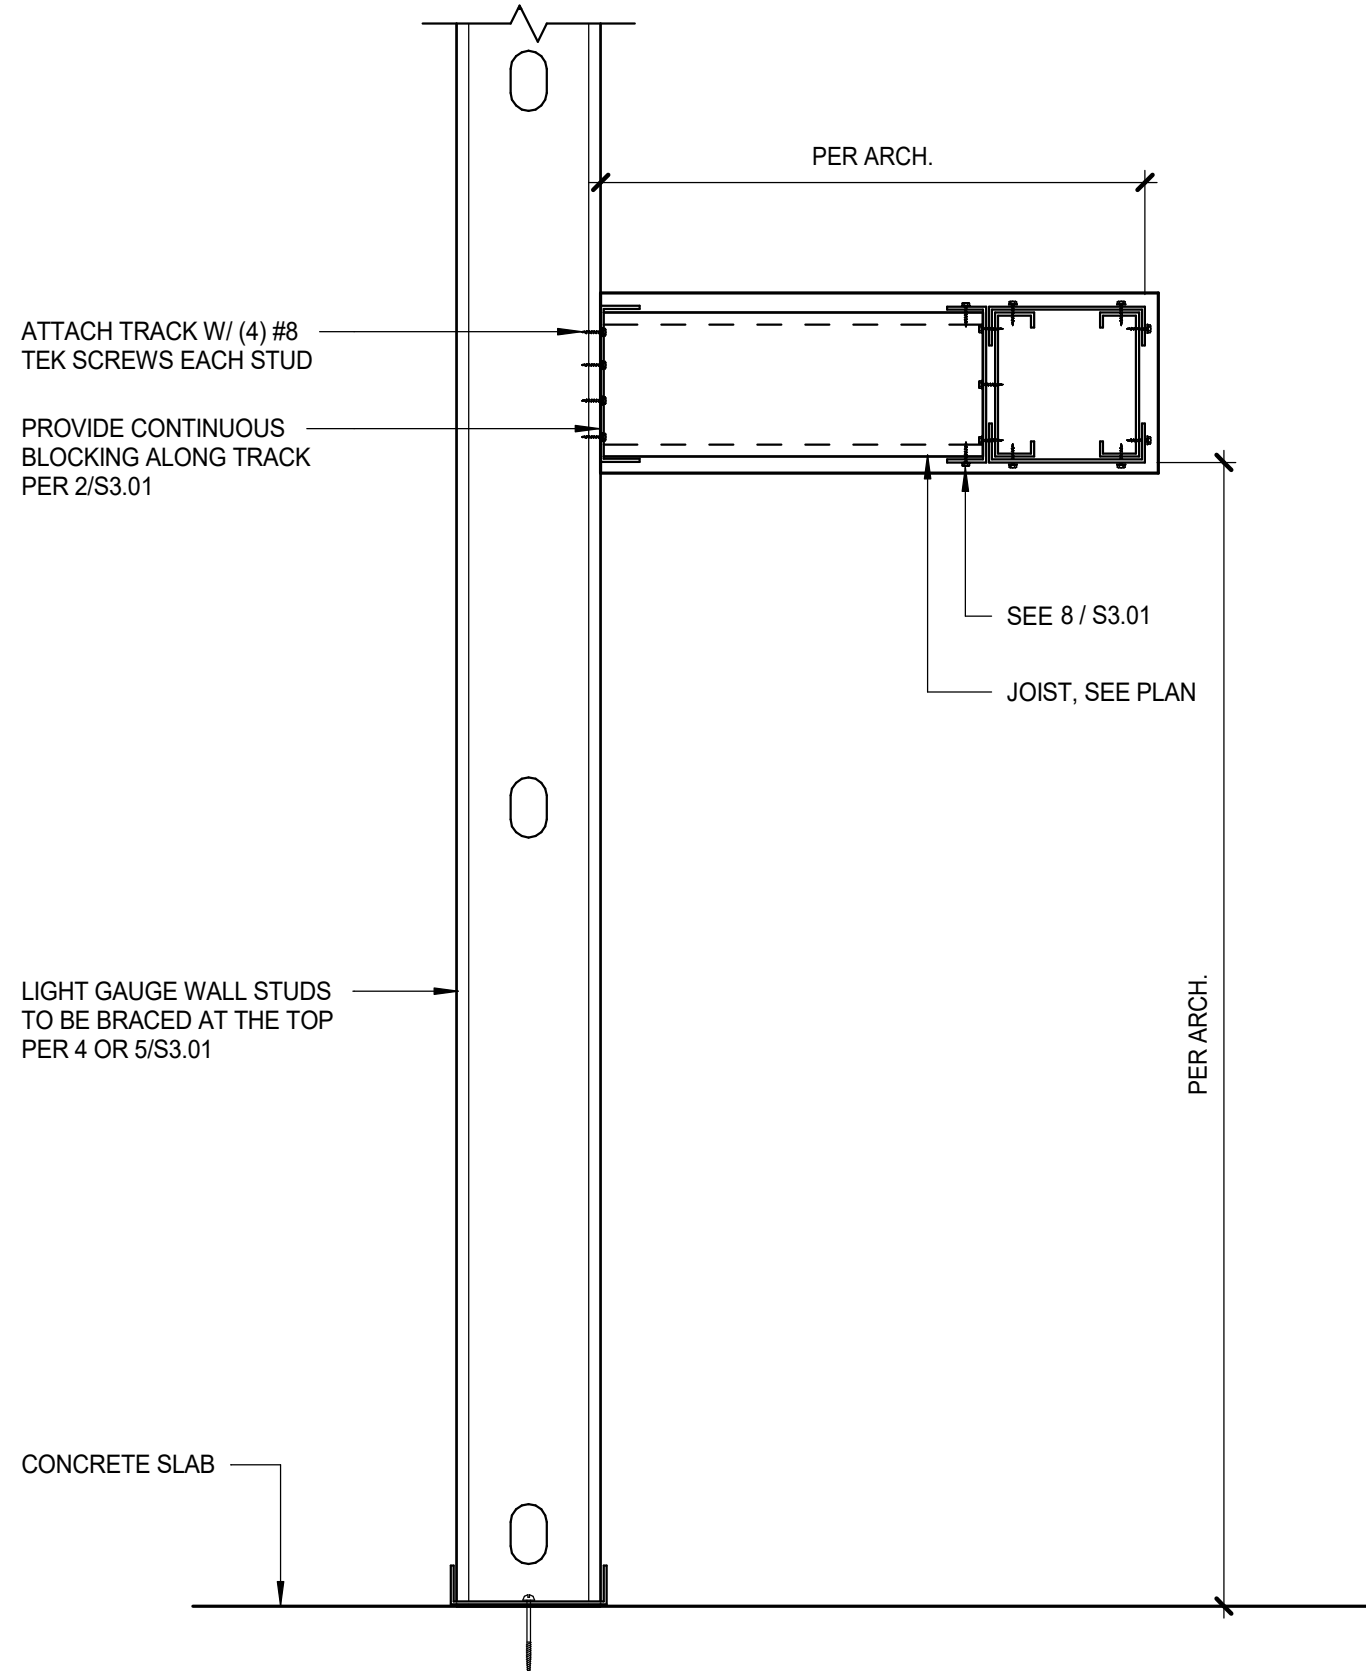 PER ARCH.
ATTACH TRACK W/ (4) #8
TEK SCREWS EACH STUD
PROVIDE CONTINUOUS
BLOCKING ALONG TRACK
PER 2/S3.01
SEE 8 / S3.01
JOIST, SEE PLAN
LIGHT GAUGE WALL STUDS
TO BE BRACED AT THE TOP
PER 4 OR 5/S3.01
PER ARCH.
CONCRETE SLAB